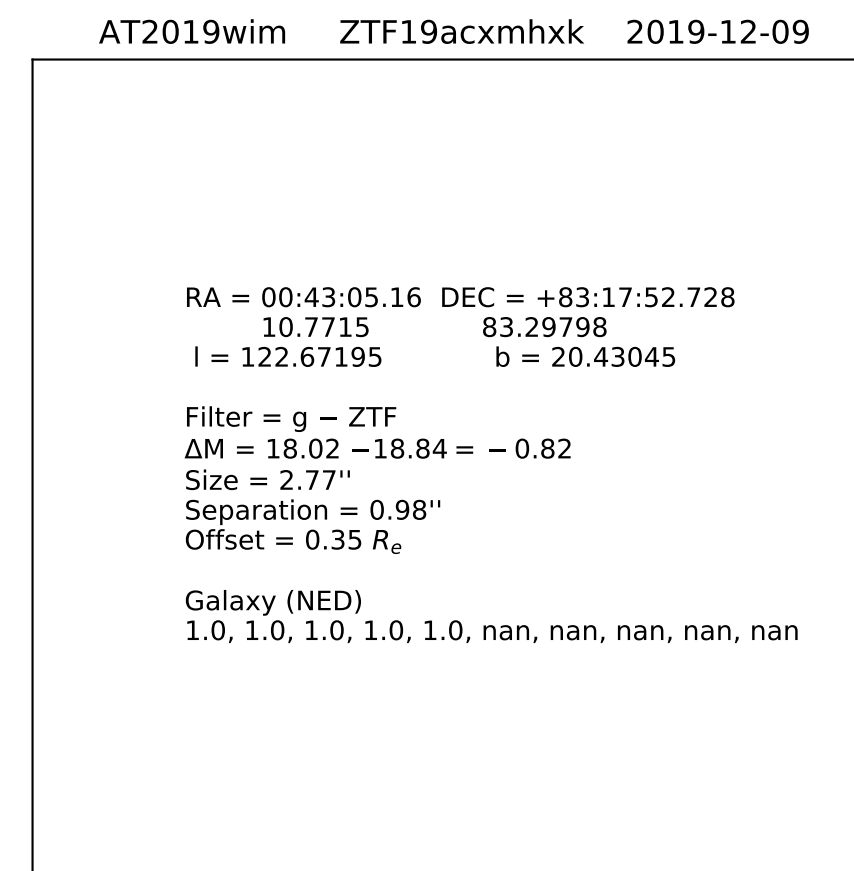 AT2019wim ZTF19acxmhxk 2019-12-09
RA = 00:43:05.16 DEC = +83:17:52.728
10.7715 83.29798
l = 122.67195 b = 20.43045
Filter = g − ZTF
ΔM = 18.02 −18.84 = − 0.82
Size = 2.77''
Separation = 0.98''
Offset = 0.35 Re
Galaxy (NED)
1.0, 1.0, 1.0, 1.0, 1.0, nan, nan, nan, nan, nan